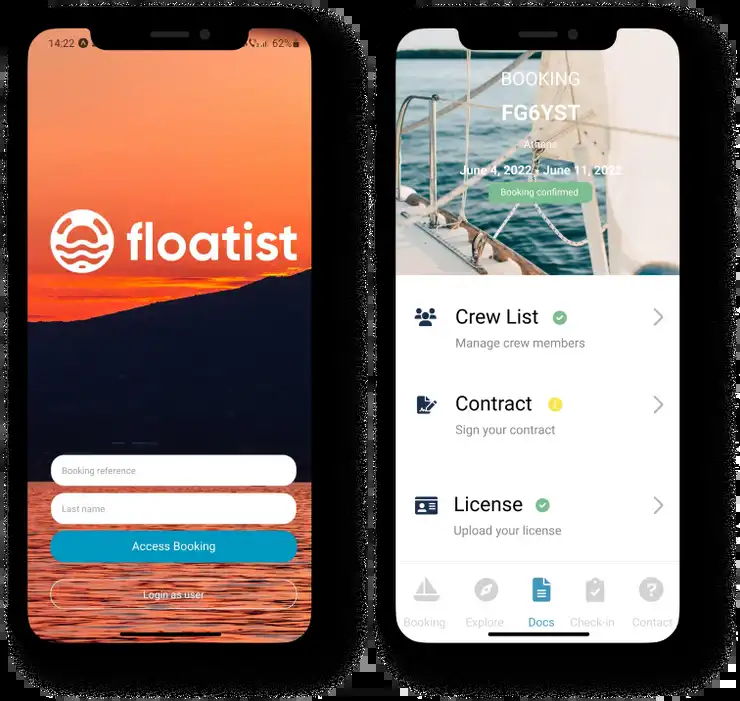 14:22
62%
floatist
Booking reference
Last name
Access Booking
Login as user
BOOKING
FG6YST
Athens
June 4, 2022 - June 11, 2022
Booking confirmed
Crew List
Manage crew members
Contract
Sign your contract
License
Upload your license
Booking Explore Docs Check-in Contact